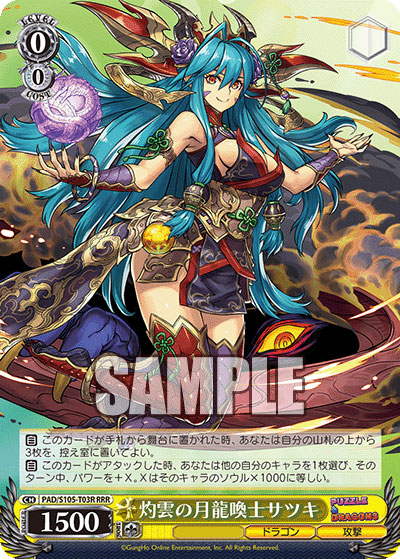 LEVEL
0
0
COST
SAMPLE
自 このカードが手札から舞台に置かれた時、あなたは自分の山札の上から
3枚を、控え室に置いてよい。
自 このカードがアタックした時、あなたは他の自分のキャラを1枚選び、そのターン中、パワーを+X。XはそのキャラのソウルX1000に等しい。
CH PAD/S105-T03R RRR
1500
灼雲の月龍喚士サツキ
PUZZLE & DRAGONS
ドラゴン
攻撃
©GungHo Online Entertainment, Inc. All Rights Reserved.